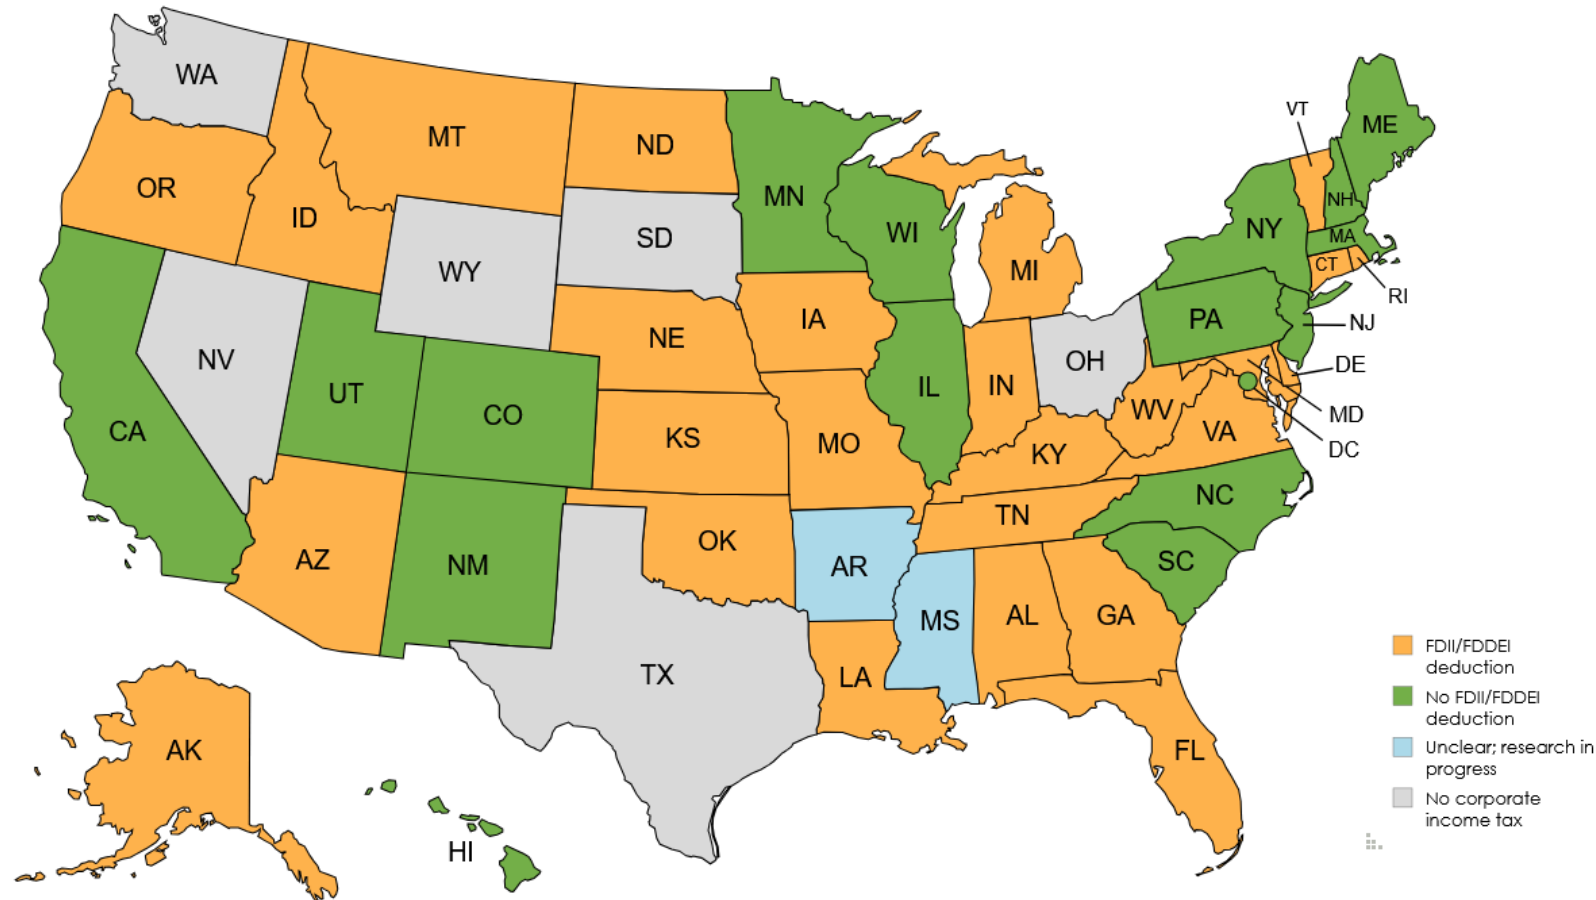 WA
VT
ME
MT
ND
OR
MN
ID
NH
NY
WI
MA
SD
CT
WY
MI
RI
IA
PA
NJ
NE
NV
OH
DE
UT
IL
IN
CO
WV
MD
CA
KS
MO
VA
DC
KY
NC
TN
OK
AZ
NM
AR
SC
MS
AL
GA
TX
LA
FL
AK
HI
FDII/FDDEI
deduction
No FDII/FDDEI
deduction
Unclear; research in
progress
No corporate
income tax